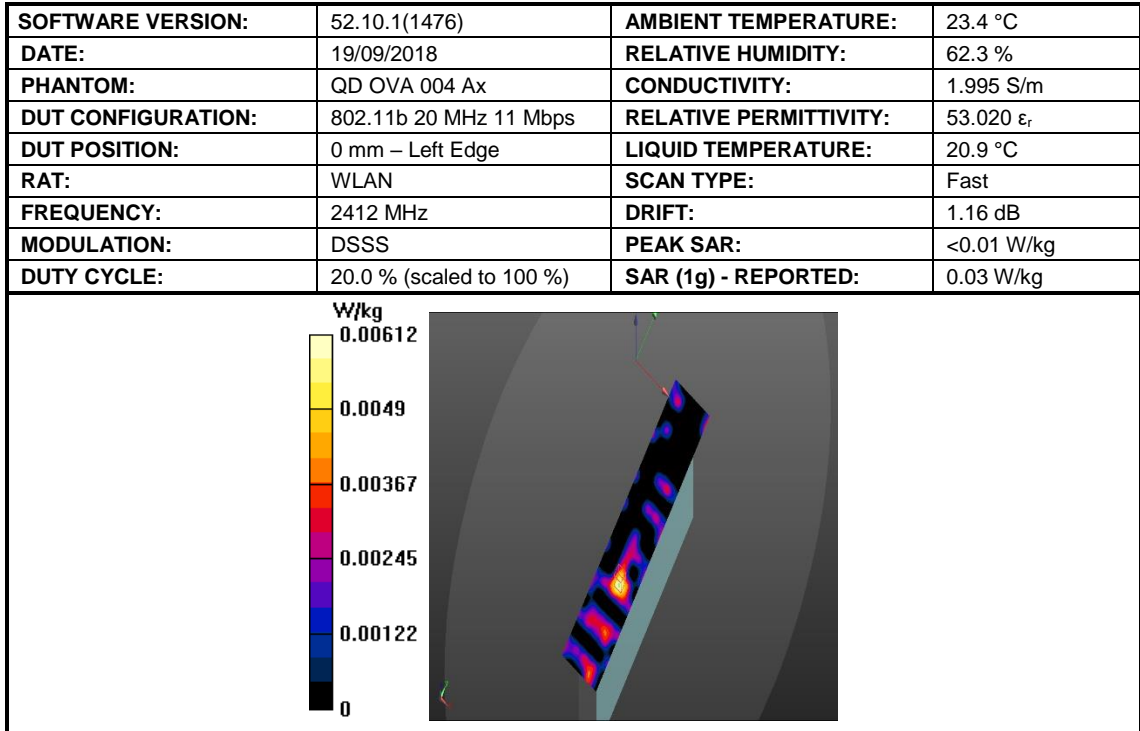 SOFTWARE VERSION: 52.10.1(1476) AMBIENT TEMPERATURE: 23.4 °C
DATE: 19/09/2018 RELATIVE HUMIDITY: 62.3 %
PHANTOM: QD OVA 004 Ax CONDUCTIVITY: 1.995 S/m
DUT CONFIGURATION: 802.11b 20 MHz 11 Mbps RELATIVE PERMITTIVITY: 53.020 εr
DUT POSITION: 0 mm – Left Edge LIQUID TEMPERATURE: 20.9 °C
RAT: WLAN SCAN TYPE: Fast
FREQUENCY: 2412 MHz DRIFT: 1.16 dB
MODULATION: DSSS PEAK SAR: <0.01 W/kg
DUTY CYCLE: 20.0 % (scaled to 100 %) SAR (1g) - REPORTED: 0.03 W/kg
W/kg
0.00612
0.0049
0.00367
0.00245
0.00122
0